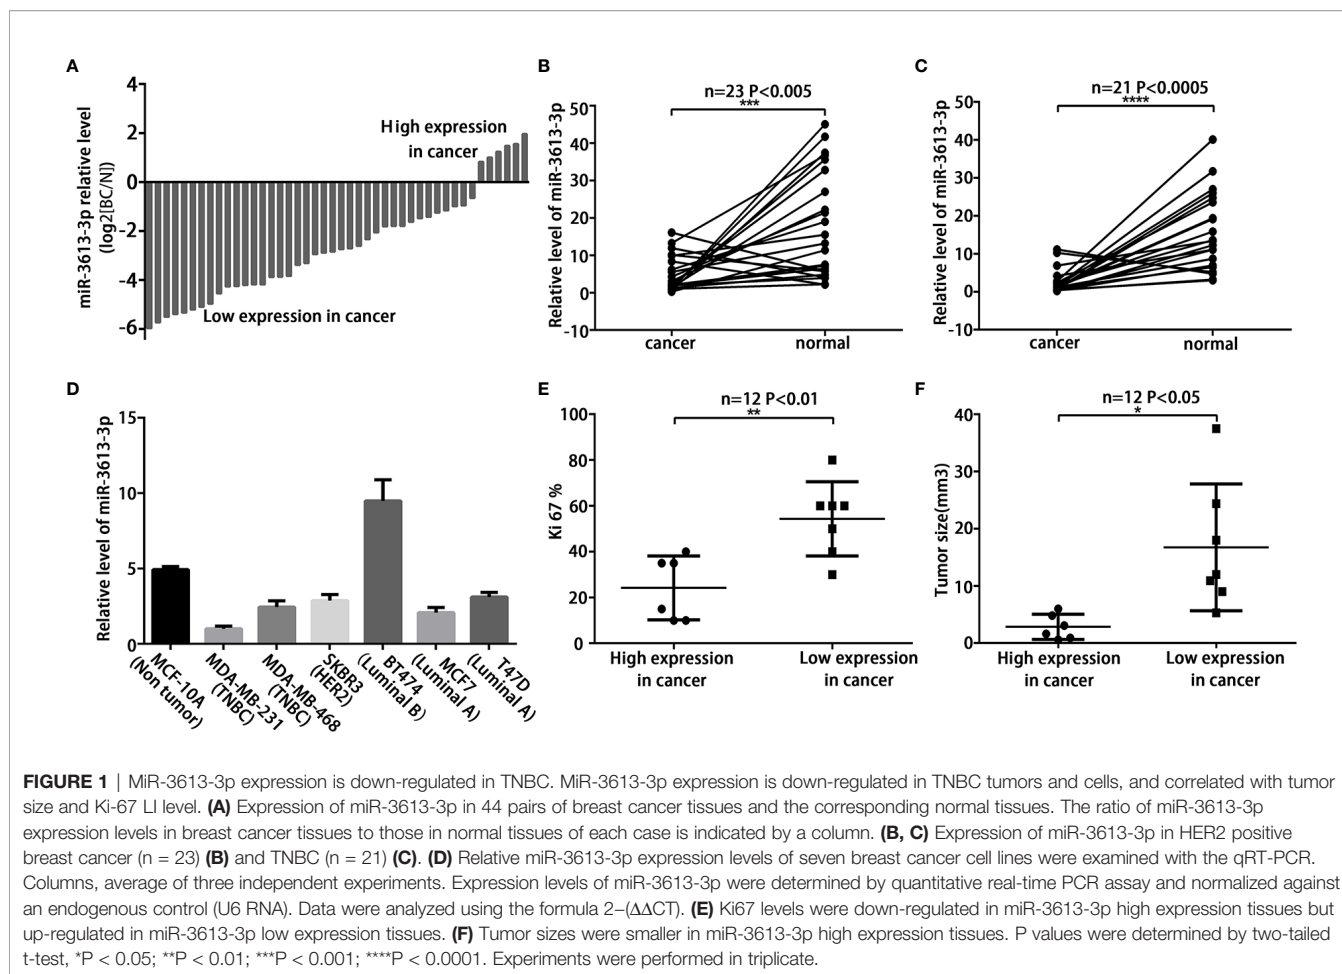 A
miR-3613-3p relative level
(log2[BC/N])
4
2
0
-2
-4
-6
High expression
in cancer
Low expression in cancer
B
Relative level of miR-3613-3p
n=23 P<0.005
***
50
40
30
20
10
0
-10
cancer
normal
C
Relative level of miR-3613-3p
n=21 P<0.0005
****
50
40
30
20
10
0
-10
cancer
normal
D
Relative level of miR-3613-3p
15
10
5
0
MCF-10A
(Non tumor)
MDA-MB-231
(TNBC)
MDA-MB-468
(TNBC)
SKBR3
(HER2)
BT474
(Luminal B)
MCF7
(Luminal A)
T47D
(Luminal A)
E
Ki 67 %
n=12 P<0.01
**
100
80
60
40
20
0
High expression
in cancer
Low expression
in cancer
F
Tumor size(mm3)
n=12 P<0.05
*
40
30
20
10
0
High expression
in cancer
Low expression
in cancer
FIGURE 1 | MiR-3613-3p expression is down-regulated in TNBC. MiR-3613-3p expression is down-regulated in TNBC tumors and cells, and correlated with tumor
size and Ki-67 LI level. (A) Expression of miR-3613-3p in 44 pairs of breast cancer tissues and the corresponding normal tissues. The ratio of miR-3613-3p
expression levels in breast cancer tissues to those in normal tissues of each case is indicated by a column. (B, C) Expression of miR-3613-3p in HER2 positive
breast cancer (n = 23) (B) and TNBC (n = 21) (C). (D) Relative miR-3613-3p expression levels of seven breast cancer cell lines were examined with the qRT-PCR.
Columns, average of three independent experiments. Expression levels of miR-3613-3p were determined by quantitative real-time PCR assay and normalized against
an endogenous control (U6 RNA). Data were analyzed using the formula 2−(ΔΔCT). (E) Ki67 levels were down-regulated in miR-3613-3p high expression tissues but
up-regulated in miR-3613-3p low expression tissues. (F) Tumor sizes were smaller in miR-3613-3p high expression tissues. P values were determined by two-tailed
t-test, *P < 0.05; **P < 0.01; ***P < 0.001; ****P < 0.0001. Experiments were performed in triplicate.